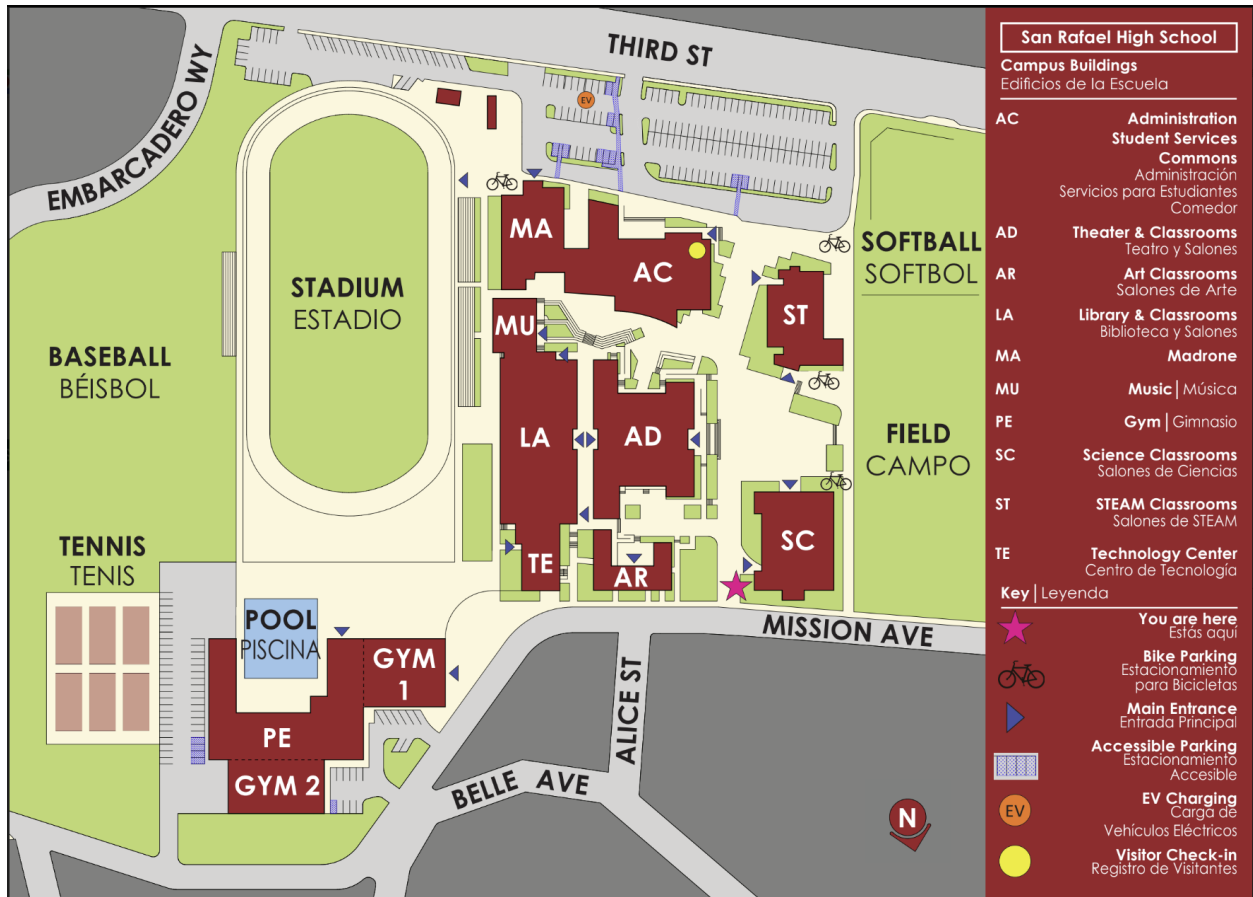 THIRD ST
EMBARCADERO WY
EV
MA
AC
STADIUM
ESTADIO
SOFTBALL
SOFTBOL
ST
MU
BASEBALL
BÉISBOL
LA
AD
FIELD
CAMPO
TENNIS
TENIS
TE
AR
SC
POOL
PISCINA
MISSION AVE
GYM
1
PE
GYM 2
ALICE ST
BELLE AVE
N
San Rafael High School
Campus Buildings
Edificios de la Escuela
AC Administration
Student Services
Commons
Administración
Servicios para Estudiantes
Comedor
AD Theater & Classrooms
Teatro y Salones
AR Art Classrooms
Salones de Arte
LA Library & Classrooms
Biblioteca y Salones
MA Madrone
MU Music | Música
PE Gym | Gimnasio
SC Science Classrooms
Salones de Ciencias
ST STEAM Classrooms
Salones de STEAM
TE Technology Center
Centro de Tecnología
Key | Leyenda
You are here
Estás aquí
Bike Parking
Estacionamiento
para Bicicletas
Main Entrance
Entrada Principal
Accessible Parking
Estacionamiento
Accesible
EV EV Charging
Carga de
Vehículos Eléctricos
Visitor Check-in
Registro de Visitantes